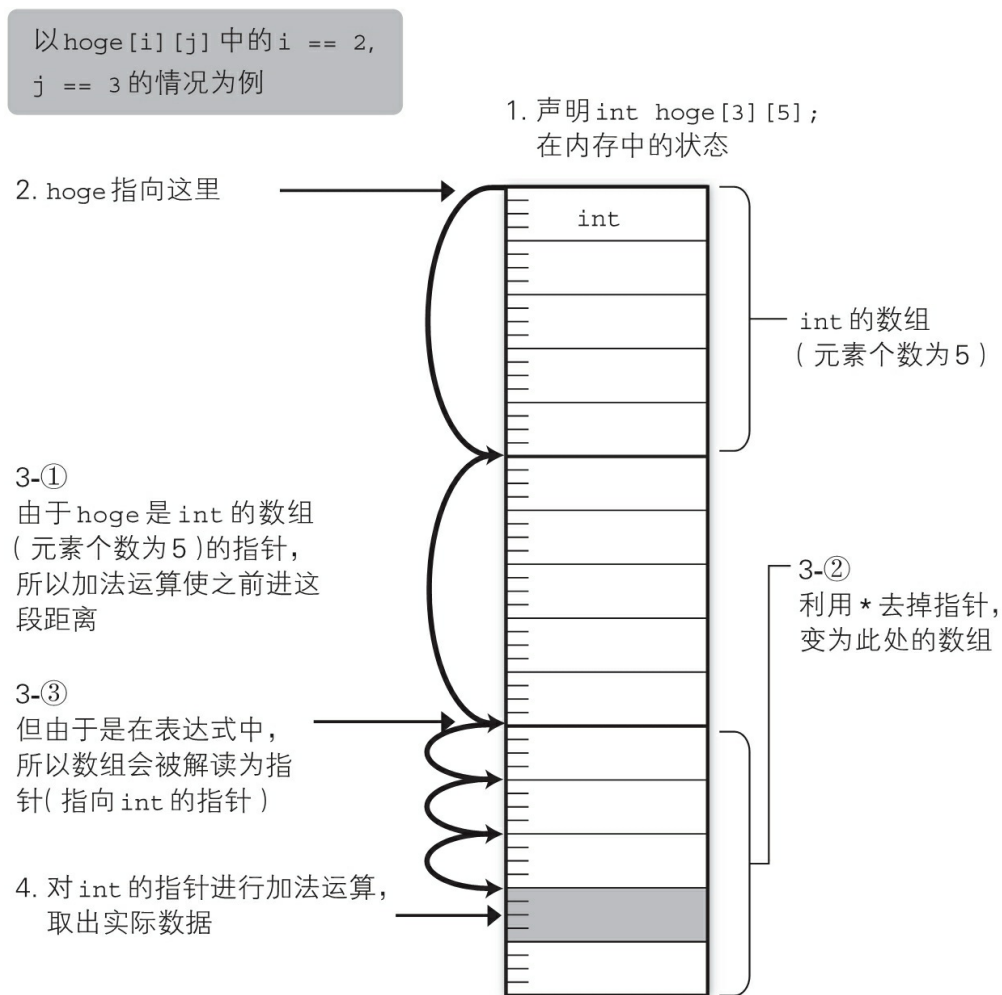 以hoge[i][j]中的i == 2,
j == 3的情况为例
1. 声明int hoge[3][5];
在内存中的状态
2. hoge指向这里
int
int的数组
(元素个数为5)
3-①
由于hoge是int的数组
(元素个数为5)的指针，
所以加法运算使之前进这
段距离
3-②
利用*去掉指针，
变为此处的数组
3-③
但由于是在表达式中，
所以数组会被解读为指
针(指向int的指针)
4. 对int的指针进行加法运算，
取出实际数据